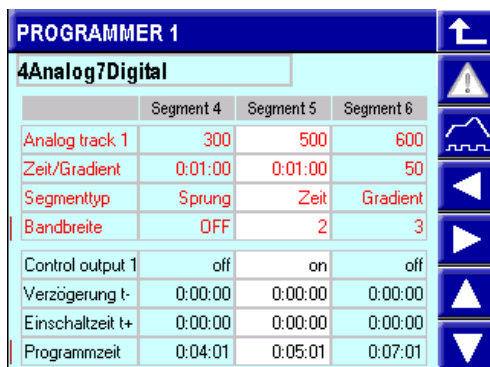 PROGRAMMER 1
4Analog7Digital
Segment 4 Segment 5 Segment 6
Analog track 1 300 500 600
Zeit/Gradient 0:01:00 0:01:00 50
Segmenttyp Sprung Zeit Gradient
Bandbreite OFF 2 3
Control output 1 off on off
Verzögerung t- 0:00:00 0:00:00 0:00:00
Einschaltzeit t+ 0:00:00 0:00:00 0:00:00
Programmzeit 0:04:01 0:05:01 0:07:01